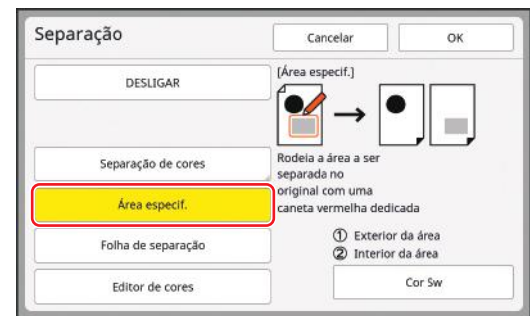 Separação
Cancelar
OK
DESLIGAR
[Área especif.]
Separação de cores
Rodeia a área a ser
separada no
original com uma
caneta vermelha dedicada
Área especif.
Folha de separação
① Exterior da área
② Interior da área
Editor de cores
Cor Sw